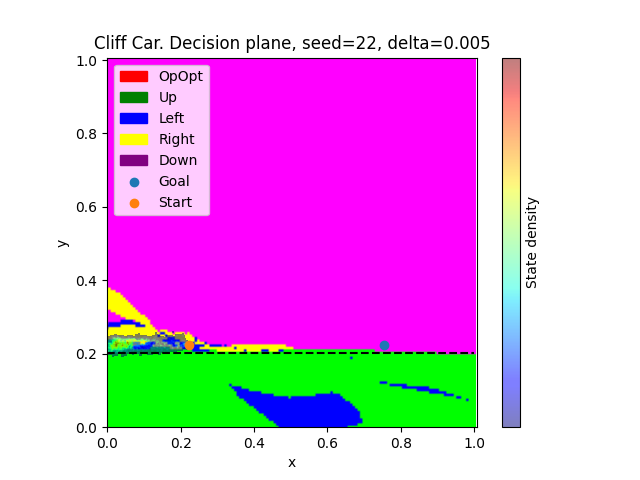 Cliff Car. Decision plane, seed=22, delta=0.005
1.0
0.8
0.6
0.4
0.2
0.0
y
0.0 0.2 0.4 0.6 0.8 1.0
x
OpOpt
Up
Left
Right
Down
Goal
Start
State density